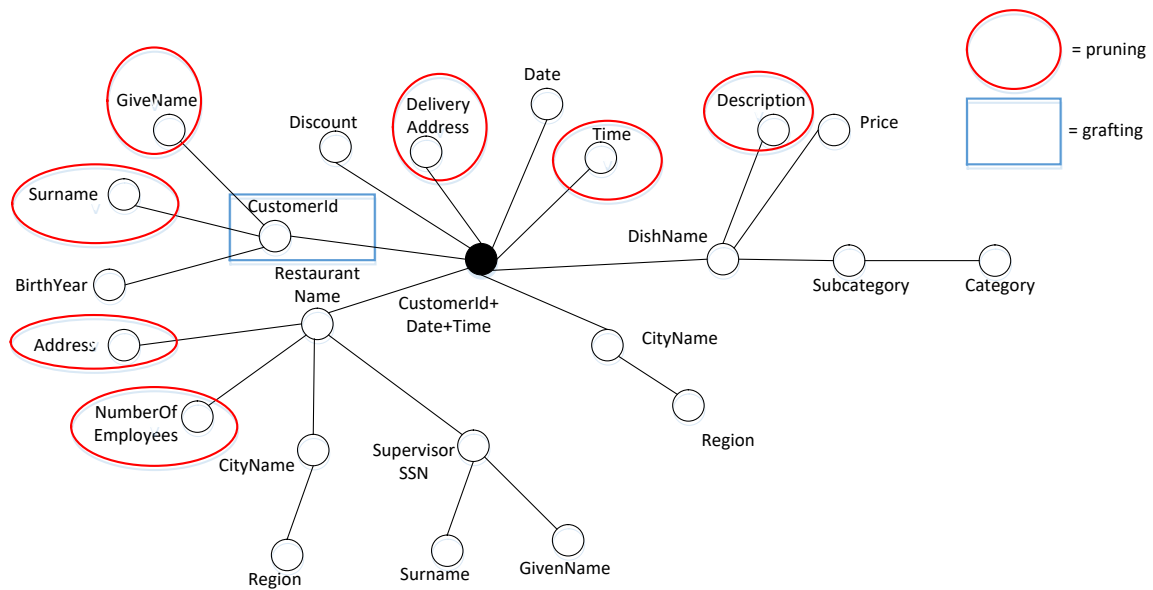 = pruning
= grafting
GiveName
Discount
Delivery
Address
Date
Time
Description
Price
Surname
CustomerId
DishName
Subcategory
Category
BirthYear
Restaurant
Name
CustomerId+
Date+Time
Address
CityName
Region
NumberOf
Employees
CityName
Supervisor
SSN
Region
Surname
GivenName